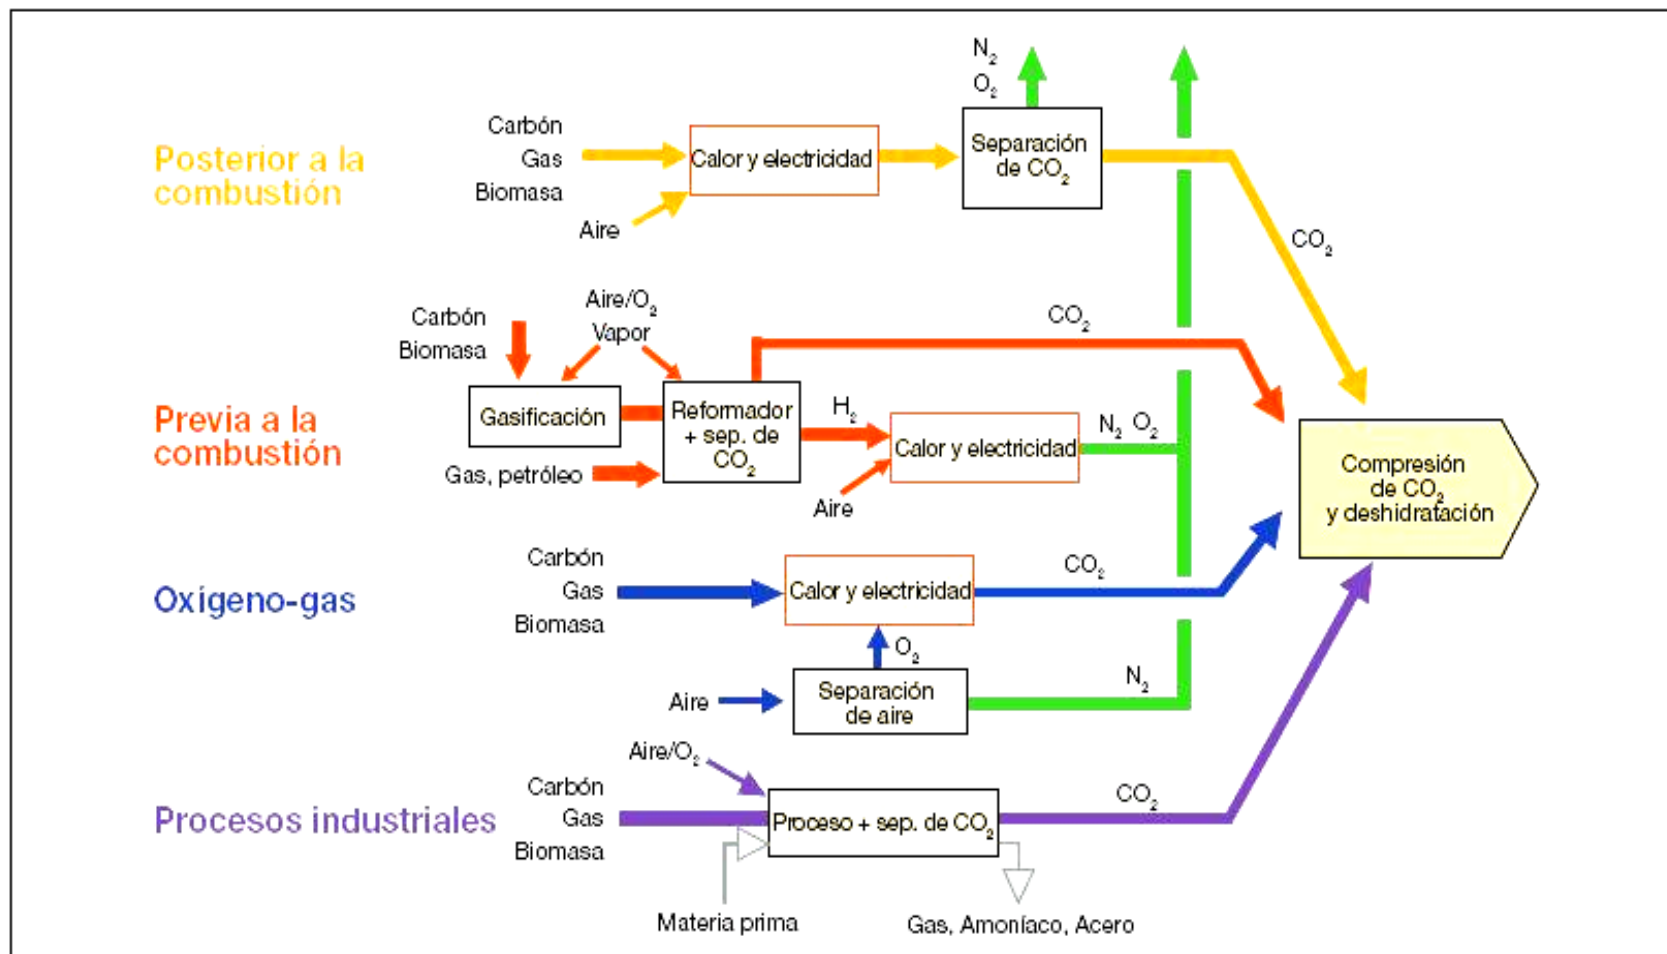 N₂
O₂
Posterior a la
combustión
Carbón
Gas
Biomasa
Aire
Calor y electricidad
Separación
de CO₂
CO₂
Previa a la
combustión
Carbón
Biomasa
Aire/O₂
Vapor
Gasificación
Gas, petróleo
Reformador
+ sep. de
CO₂
CO₂
H₂
Aire
Calor y electricidad
N₂ O₂
Compresión
de CO₂
y deshidratación
Oxígeno-gas
Carbón
Gas
Biomasa
Calor y electricidad
CO₂
O₂
Aire
Separación
de aire
N₂
Procesos industriales
Aire/O₂
Carbón
Gas
Biomasa
Proceso + sep. de CO₂
CO₂
Materia prima
Gas, Amoníaco, Acero